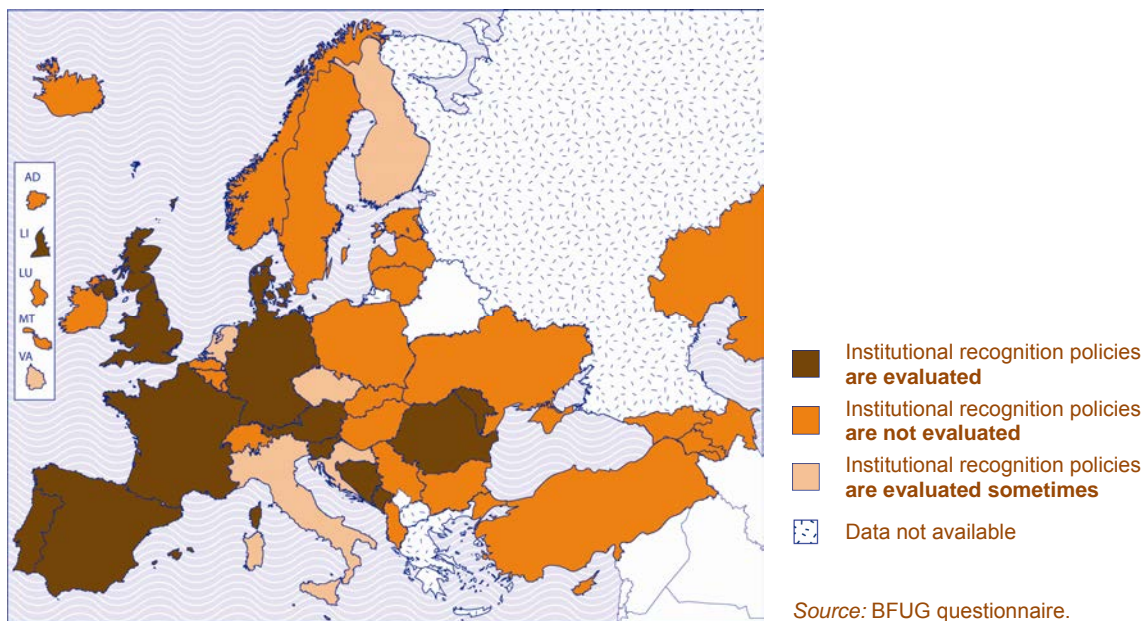 AD
LI
LU
MT
VA
Institutional recognition policies
are evaluated
Institutional recognition policies
are not evaluated
Institutional recognition policies
are evaluated sometimes
Data not available
Source: BFUG questionnaire.